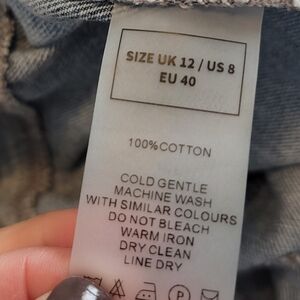 SIZE UK 12 / US 8
EU 40
100%COTTON
COLD GENTLE
MACHINE WASH
WITH SIMILAR COLOURS
DO NOT BLEACH
WARM IRON
DRY CLEAN
LINE DRY